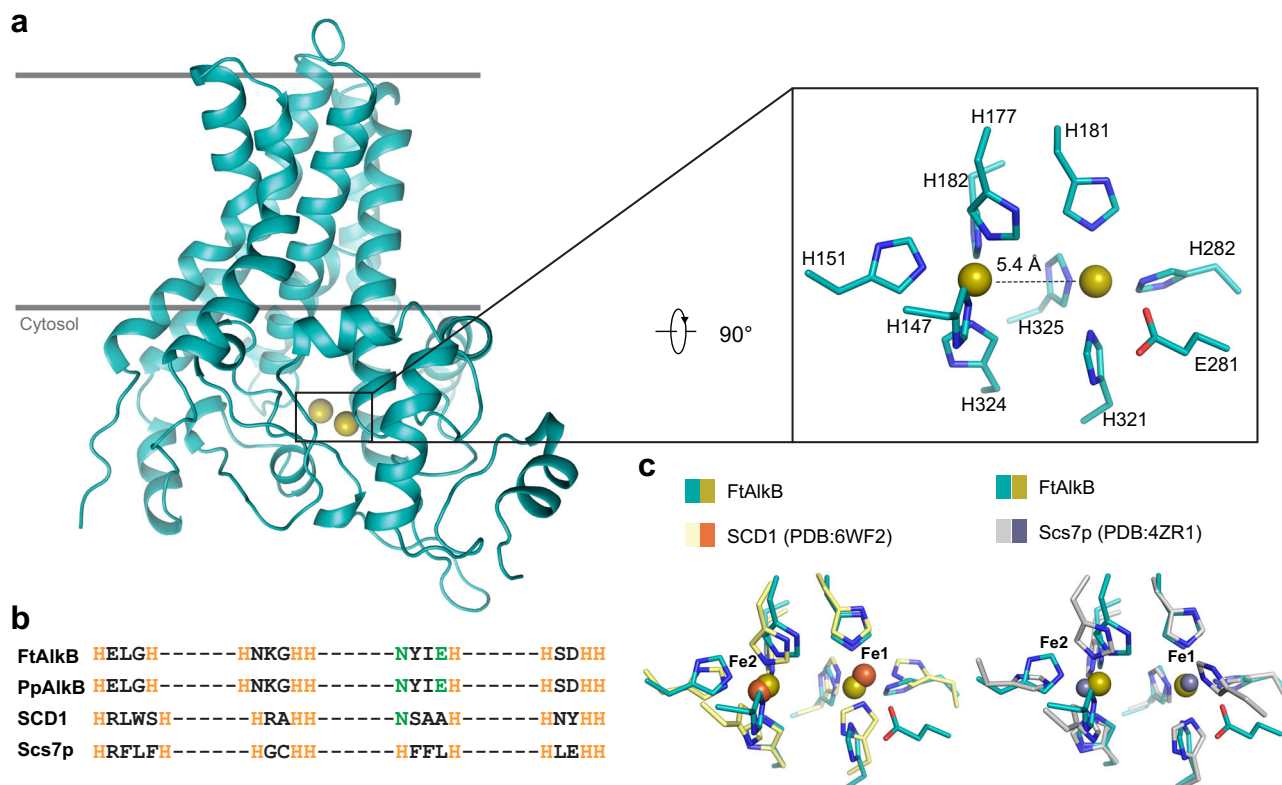 a
Cytosol
90°
H177
H181
H182
H151
5.4 Å
H282
H147
H325
E281
H324
H321
b
FtAlkB HELGH------HNKGHH------NYIEH------HSDHH
PpAlkB HELGH------HNKGHH------NYIEH------HSDHH
SCD1 HRLWSH------HRAHH------NSAAH------HNYHH
Scs7p HRFLFH------HGCHH------HFFLH------HLEHH
c
FtAlkB
SCD1 (PDB:6WF2)
FtAlkB
Scs7p (PDB:4ZR1)
Fe2
Fe1
Fe2
Fe1